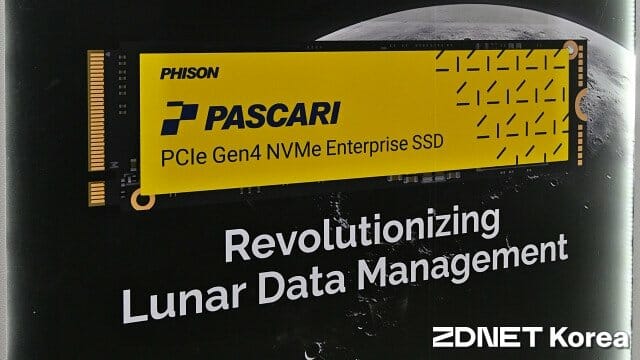 PHISON
PASCARI
PCIe Gen4 NVMe Enterprise SSD
Revolutionizing
Lunar Data Management
ZDNET Korea